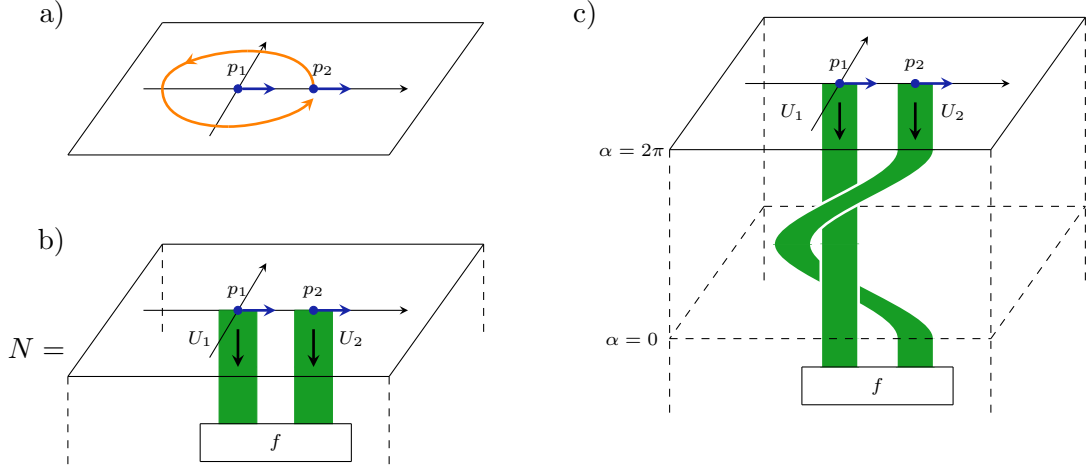 a)
p₁ p₂
b)
p₁ p₂
U₁ U₂
N =
f
c)
p₁ p₂
U₁ U₂
α = 2π
α = 0
f